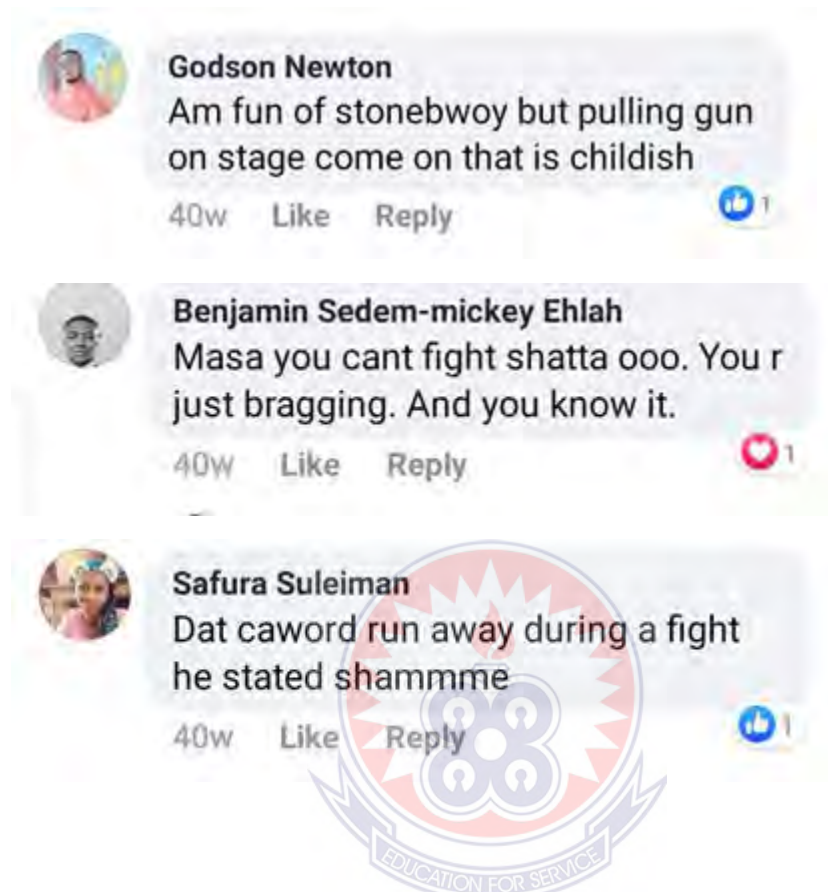 Godson Newton
Am fun of stonebwoy but pulling gun
on stage come on that is childish
40w Like Reply 1
Benjamin Sedem-mickey Ehlah
Masa you cant fight shatta ooo. You r
just bragging. And you know it.
40w Like Reply 1
Safura Suleiman
Dat caword run away during a fight
he stated shammme
40w Like Reply 1
EDUCATION FOR SERVICE